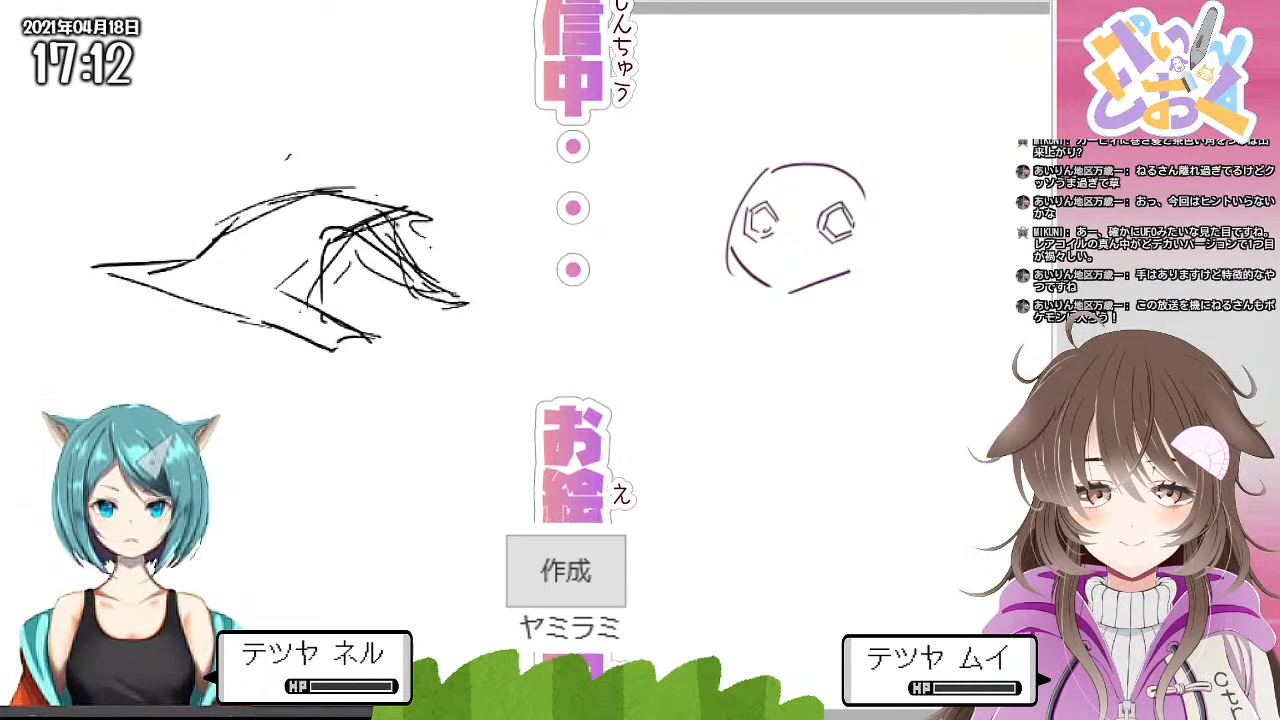 2021年04月18日
17:12
信中
しんちゅう
お絵
え
作成
ヤミラミ
テツヤ ネル
HP
テツヤ ムイ
HP
来上がり?
あいりん地区万歳一: ねるさん離れ過ぎてるけどク
ッソうま過ぎて草
あいりん地区万歳一: おっ、今回はヒントいらない
かな
MIKUNI: あー、確かにUFOみたいな見た目ですね。
レアコイルの真ん中がどデカいバージョンで1つ目
が禍々しい。
あいりん地区万歳一: 手はありますけど特徴的なや
つですね
あいりん地区万歳一: この放送を機にねるさんもポ